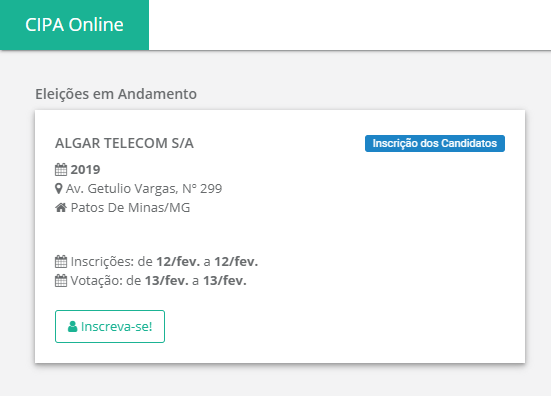 CIPA Online
Eleições em Andamento
ALGAR TELECOM S/A
Inscrição dos Candidatos
2019
Av. Getulio Vargas, Nº 299
Patos De Minas/MG
Inscrições: de 12/fev. a 12/fev.
Votação: de 13/fev. a 13/fev.
Inscreva-se!